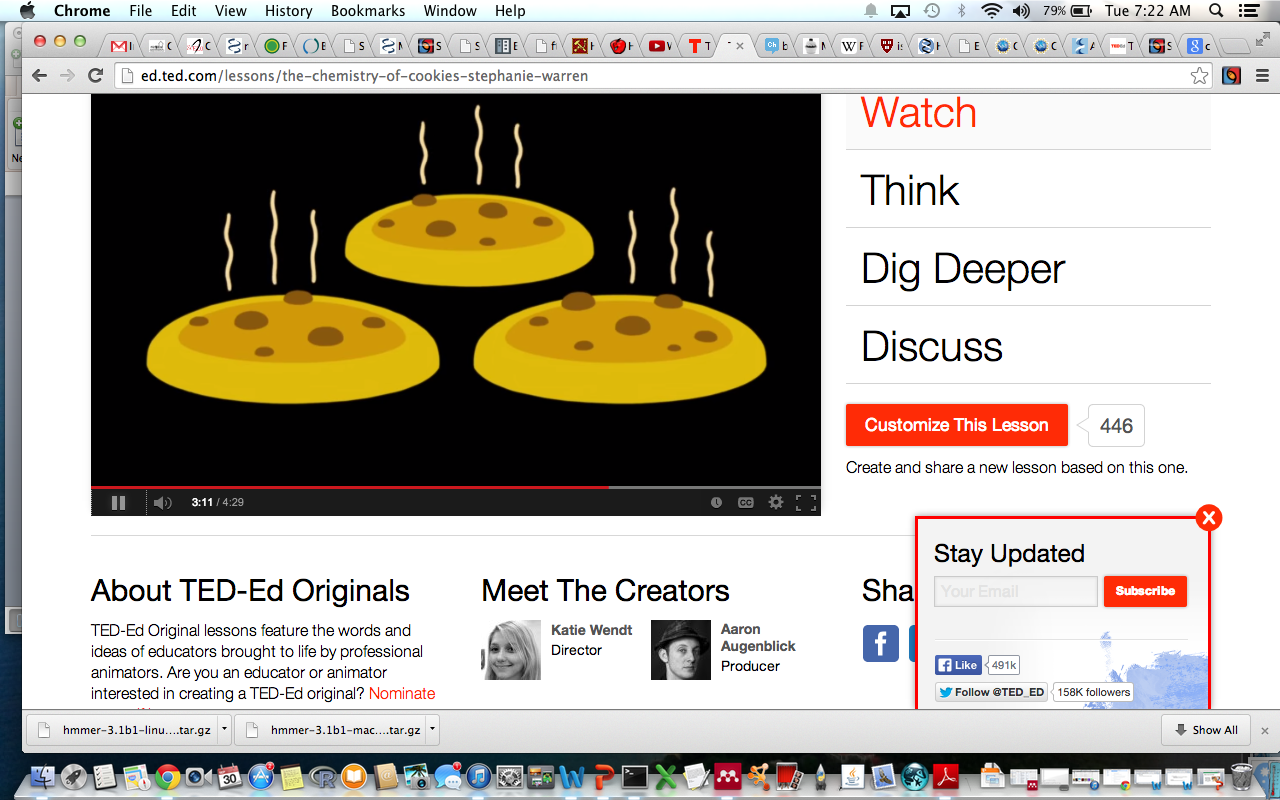 Chrome File Edit View History Bookmarks Window Help
79% Tue 7:22 AM
ed.ted.com/lessons/the-chemistry-of-cookies-stephanie-warren
Watch
Think
Dig Deeper
Discuss
Customize This Lesson 446
Create and share a new lesson based on this one.
3:11 / 4:29
CC
About TED-Ed Originals
TED-Ed Original lessons feature the words and
ideas of educators brought to life by professional
animators. Are you an educator or animator
interested in creating a TED-Ed original? Nominate
Meet The Creators
Katie Wendt
Director
Aaron
Augenblick
Producer
Sha
Stay Updated
Your Email Subscribe
Like 491k
Follow @TED_ED 158K followers
hmmer-3.1b1-linu....tar.gz hmmer-3.1b1-mac....tar.gz Show All
30